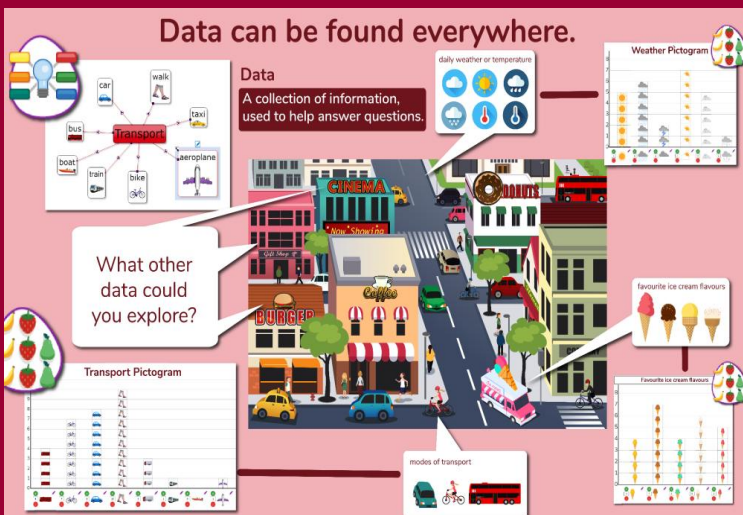 Data can be found everywhere.
Data
A collection of information,
used to help answer questions.
daily weather or temperature
Weather Pictogram
car
walk
taxi
bus
Transport
aeroplane
boat
train
bike
What other
data could
you explore?
CINEMA
Now Showing
Gift Shop
DONUTS
Coffee
BURGER
favourite ice cream flavours
Favourite ice cream flavours
Transport Pictogram
modes of transport